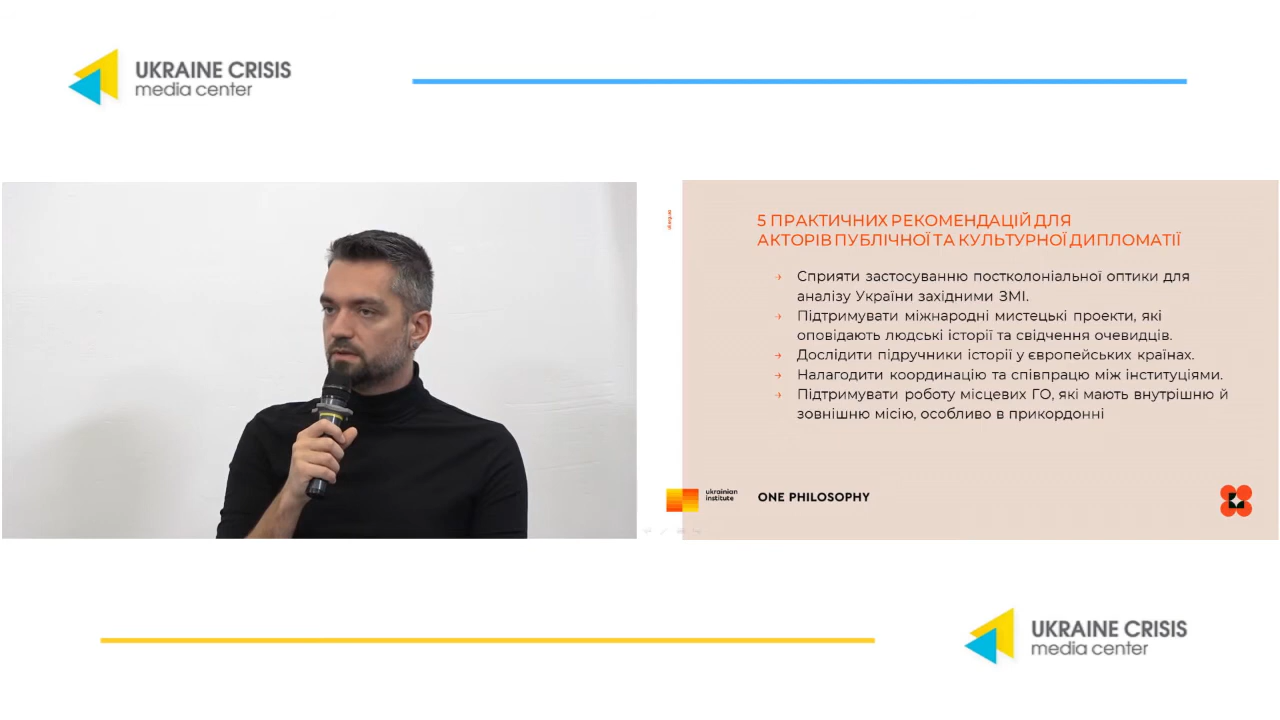 UKRAINE CRISIS
media center
5 ПРАКТИЧНИХ РЕКОМЕНДАЦІЙ ДЛЯ
АКТОРІВ ПУБЛІЧНОЇ ТА КУЛЬТУРНОЇ ДИПЛОМАТІЇ
→ Сприяти застосуванню постколоніальної оптики для
аналізу України західними ЗМІ.
→ Підтримувати міжнародні мистецькі проекти, які
оповідають людські історії та свідчення очевидців.
→ Дослідити підручники історії у європейських країнах.
→ Налагодити координацію та співпрацю між інституціями.
→ Підтримувати роботу місцевих ГО, які мають внутрішню й
зовнішню місію, особливо в прикордонні
ukrainian
institute
ONE PHILOSOPHY
UKRAINE CRISIS
media center